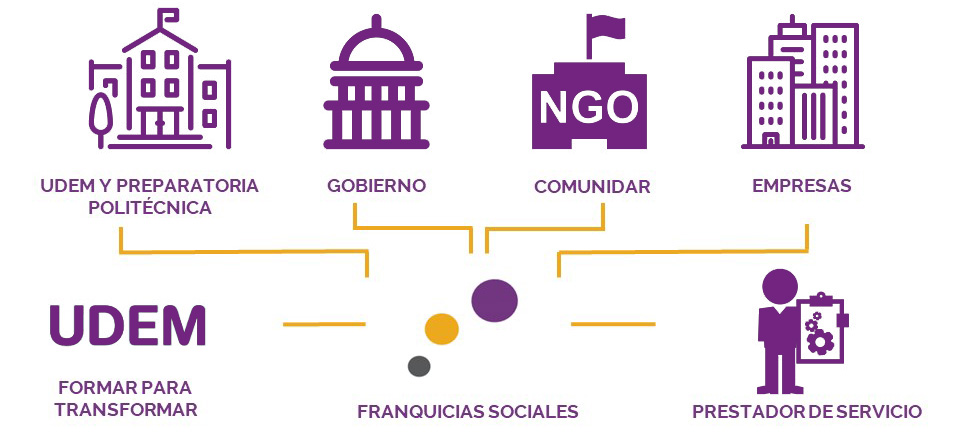 NGO
UDEM Y PREPARATORIA
POLITÉCNICA
GOBIERNO
COMUNIDAR
EMPRESAS
UDEM
FORMAR PARA
TRANSFORMAR
FRANQUICIAS SOCIALES
PRESTADOR DE SERVICIO